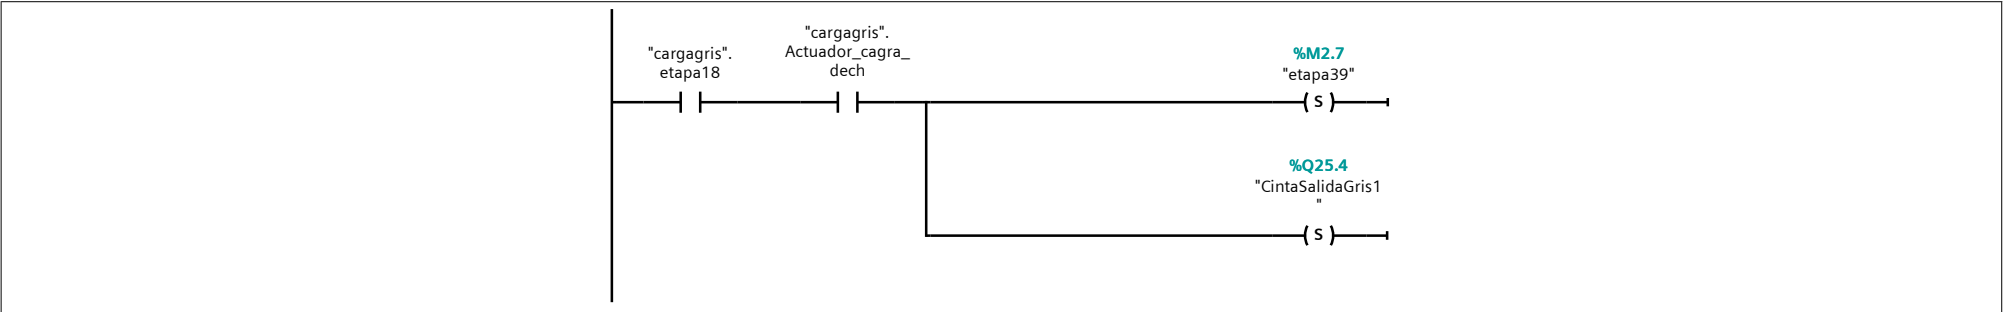 "cargagris".
etapa18
"cargagris".
Actuador_cagra_
dech
%M2.7
"etapa39"
S
%Q25.4
"CintaSalidaGris1
"
S